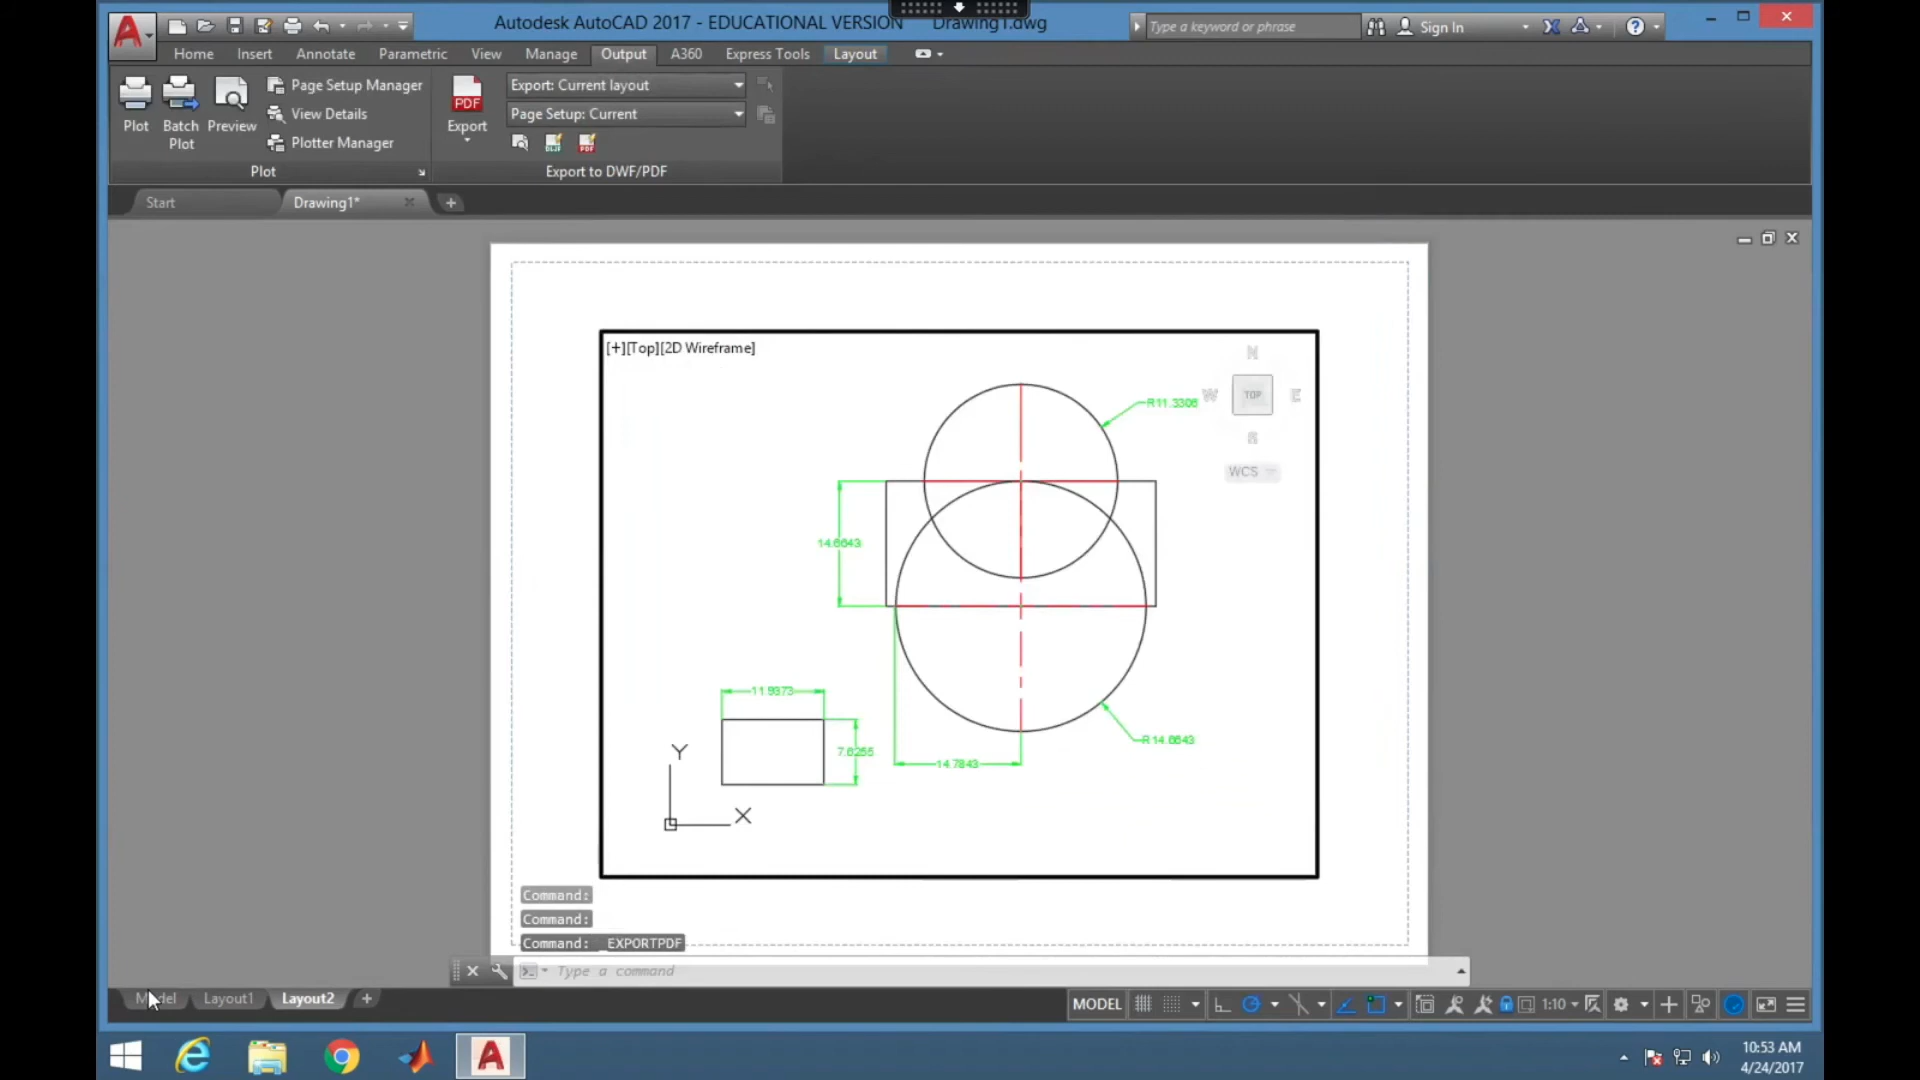 Autodesk AutoCAD 2017 - EDUCATIONAL VERSION Drawing1.dwg
Type a keyword or phrase
Sign In
Home Insert Annotate Parametric View Manage Output A360 Express Tools Layout
Plot
Batch Plot
Preview
Page Setup Manager
View Details
Plotter Manager
PDF
Export
Export: Current layout
Page Setup: Current
Plot
Export to DWF/PDF
Start
Drawing1*
[+][Top][2D Wireframe]
N
W
TOP
E
S
WCS
R11.3306
14.6643
11.9373
7.6255
14.7843
R14.6643
Y
X
Command:
Command:
Command: _EXPORTPDF
Type a command
Model Layout1 Layout2
MODEL
1:10
10:53 AM
4/24/2017